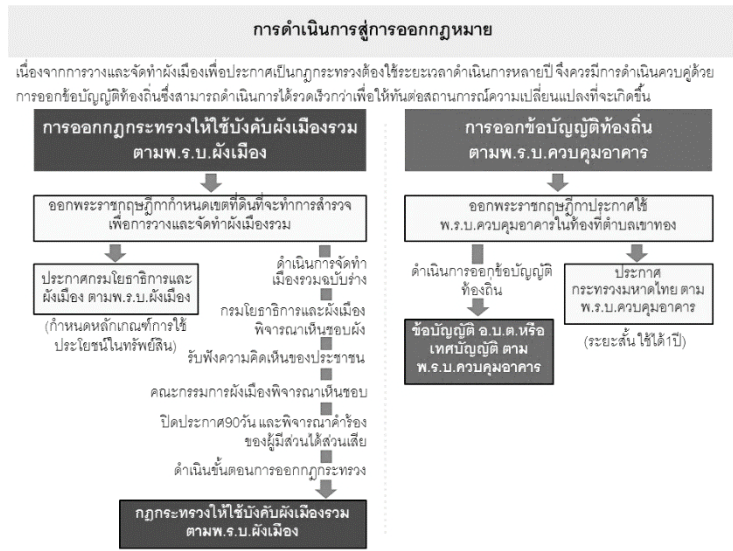 การดำเนินการสู่การออกกฎหมาย
เนื่องจากการวางและจัดทำผังเมืองเพื่อประกาศเป็นกฎกระทรวงต้องใช้ระยะเวลาดำเนินการหลายปี จึงควรมีการดำเนินควบคู่ด้วย
การออกข้อบัญญัติท้องถิ่นซึ่งสามารถดำเนินการได้รวดเร็วกว่าเพื่อให้ทันต่อสถานการณ์ความเปลี่ยนแปลงที่จะเกิดขึ้น
การออกกฎกระทรวงให้ใช้บังคับผังเมืองรวม
ตามพ.ร.บ.ผังเมือง
ออกพระราชกฤษฎีกากำหนดเขตที่ดินที่จะทำการสำรวจ
เพื่อการวางและจัดทำผังเมืองรวม
ประกาศกรมโยธาธิการและ
ผังเมือง ตามพ.ร.บ.ผังเมือง
(กำหนดหลักเกณฑ์การใช้
ประโยชน์ในทรัพย์สิน)
ดำเนินการจัดทำ
เมืองรวมฉบับร่าง
กรมโยธาธิการและผังเมือง
พิจารณาเห็นชอบผัง
รับฟังความคิดเห็นของประชาชน
คณะกรรมการผังเมืองพิจารณาเห็นชอบ
ปิดประกาศ90วัน และพิจารณาคำร้อง
ของผู้มีส่วนได้ส่วนเสีย
ดำเนินขั้นตอนการออกกฎกระทรวง
กฎกระทรวงให้ใช้บังคับผังเมืองรวม
ตามพ.ร.บ.ผังเมือง
การออกข้อบัญญัติท้องถิ่น
ตามพ.ร.บ.ควบคุมอาคาร
ออกพระราชกฤษฎีกาประกาศใช้
พ.ร.บ.ควบคุมอาคารในท้องที่ตำบลเขาทอง
ดำเนินการออกข้อบัญญัติ
ท้องถิ่น
ข้อบัญญัติ อ.บ.ต.หรือ
เทศบัญญัติ ตาม
พ.ร.บ.ควบคุมอาคาร
ประกาศ
กระทรวงมหาดไทย ตาม
พ.ร.บ.ควบคุมอาคาร
(ระยะสั้น ใช้ได้1ปี)